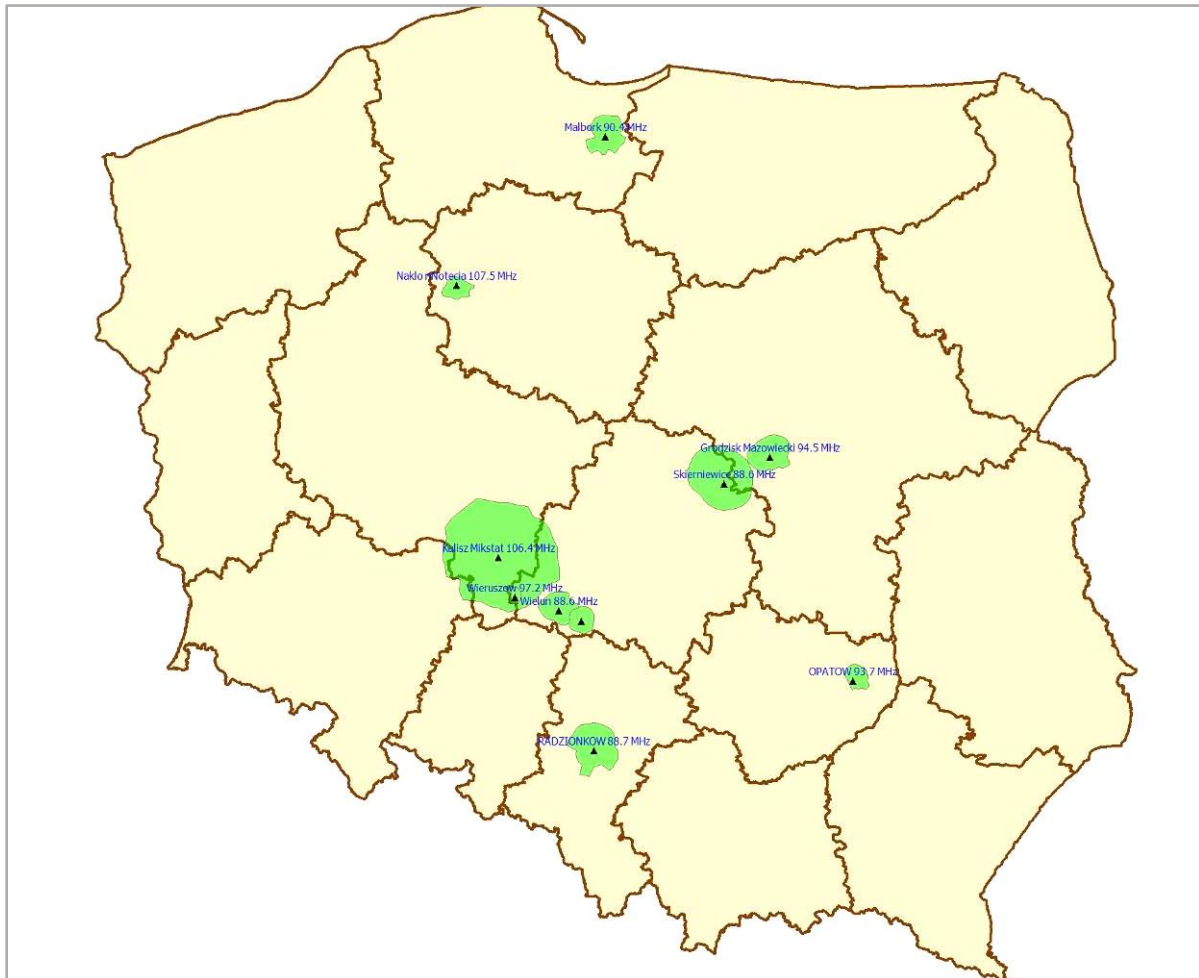 Malbork 90.4 MHz
Naklo n Notecia 107.5 MHz
Grodzisk Mazowiecki 94.5 MHz
Skierniewice 88.6 MHz
Kalisz Mikstat 106.4 MHz
Wieruszow 97.2 MHz
Wielun 88.6 MHz
OPATOW 93.7 MHz
RADZIONKOW 88.7 MHz